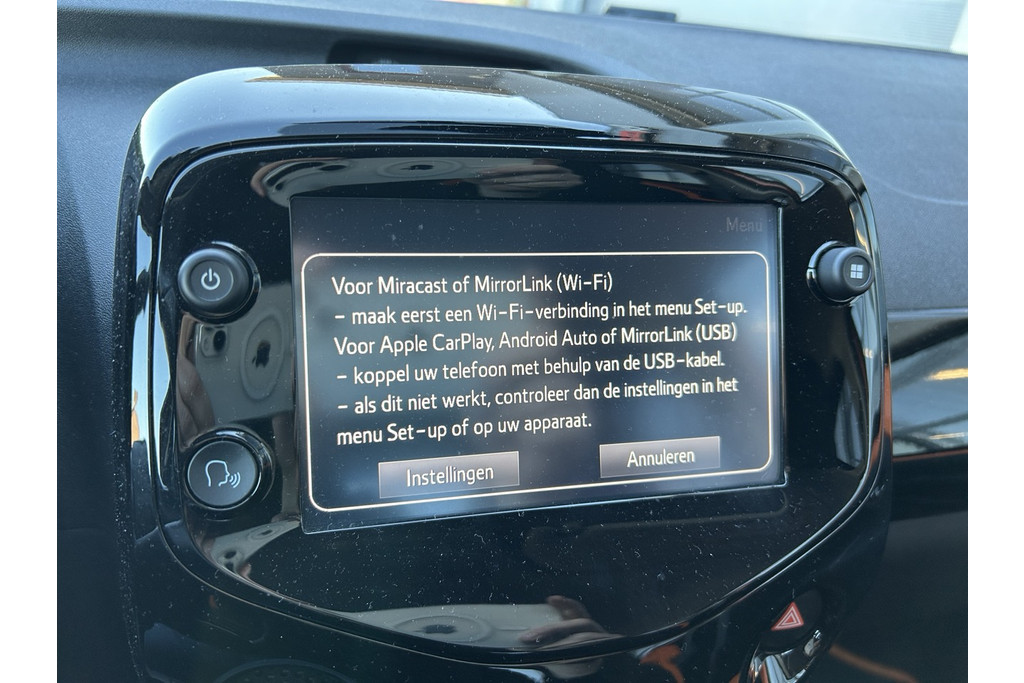 Menu
Voor Miracast of MirrorLink (Wi-Fi)
- maak eerst een Wi-Fi-verbinding in het menu Set-up.
Voor Apple CarPlay, Android Auto of MirrorLink (USB)
- koppel uw telefoon met behulp van de USB-kabel.
- als dit niet werkt, controleer dan de instellingen in het
menu Set-up of op uw apparaat.
Instellingen
Annuleren